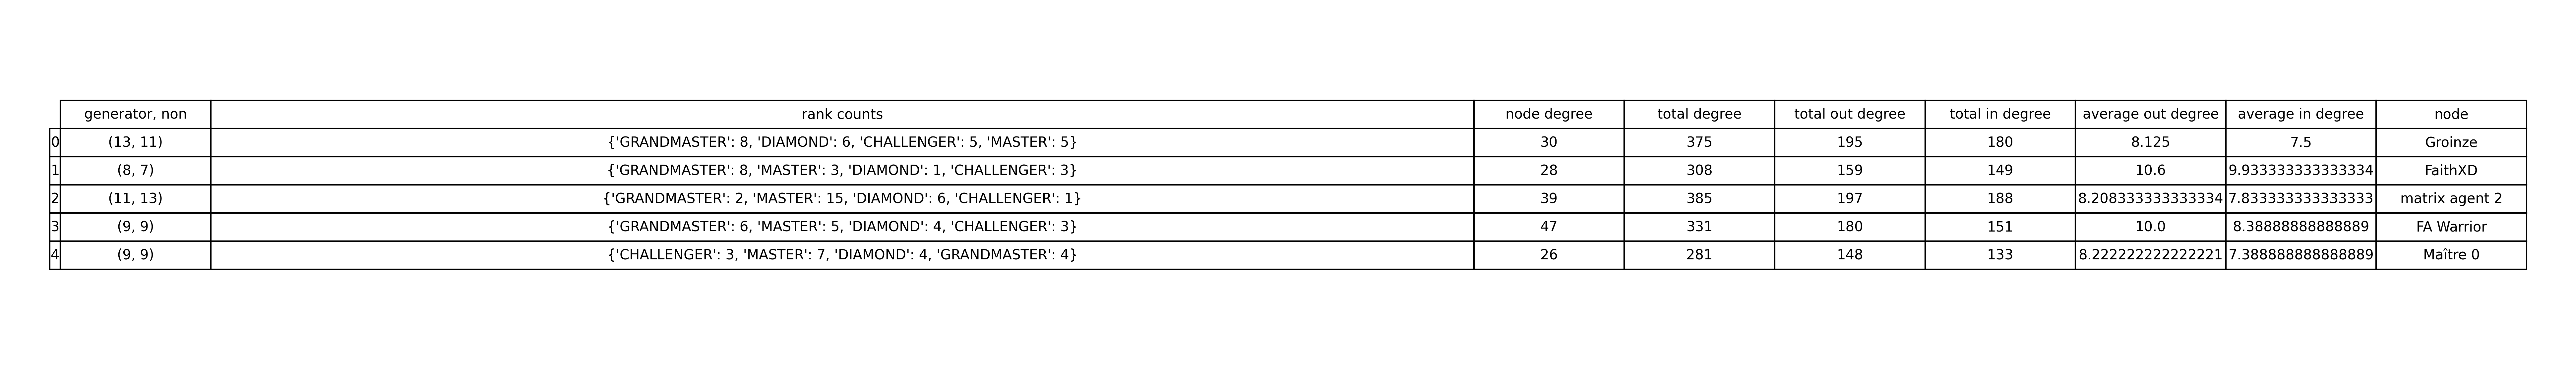 generator, non rank counts node degree total degree total out degree total in degree average out degree average in degree node
0 (13, 11) {'GRANDMASTER': 8, 'DIAMOND': 6, 'CHALLENGER': 5, 'MASTER': 5} 30 375 195 180 8.125 7.5 Groinze
1 (8, 7) {'GRANDMASTER': 8, 'MASTER': 3, 'DIAMOND': 1, 'CHALLENGER': 3} 28 308 159 149 10.6 9.933333333333334 FaithXD
2 (11, 13) {'GRANDMASTER': 2, 'MASTER': 15, 'DIAMOND': 6, 'CHALLENGER': 1} 39 385 197 188 8.208333333333334 7.833333333333333 matrix agent 2
3 (9, 9) {'GRANDMASTER': 6, 'MASTER': 5, 'DIAMOND': 4, 'CHALLENGER': 3} 47 331 180 151 10.0 8.38888888888889 FA Warrior
4 (9, 9) {'CHALLENGER': 3, 'MASTER': 7, 'DIAMOND': 4, 'GRANDMASTER': 4} 26 281 148 133 8.222222222222221 7.388888888888889 Maître 0